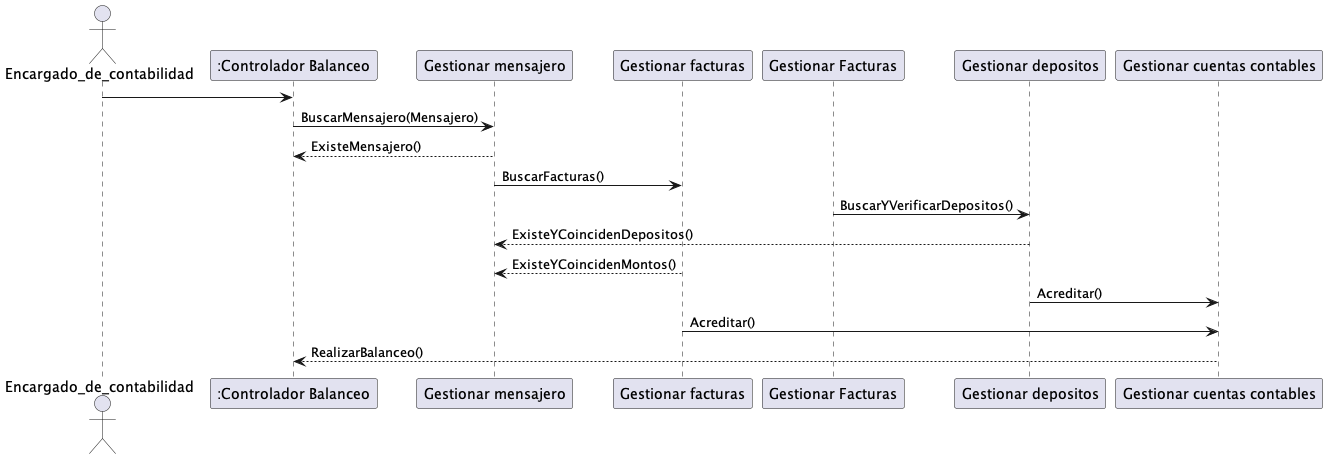 Encargado_de_contabilidad
:Controlador Balanceo
Gestionar mensajero
Gestionar facturas
Gestionar Facturas
Gestionar depositos
Gestionar cuentas contables
BuscarMensajero(Mensajero)
ExisteMensajero()
BuscarFacturas()
BuscarYVerificarDepositos()
ExisteYCoincidenDepositos()
ExisteYCoincidenMontos()
Acreditar()
Acreditar()
RealizarBalanceo()
Encargado_de_contabilidad
:Controlador Balanceo
Gestionar mensajero
Gestionar facturas
Gestionar Facturas
Gestionar depositos
Gestionar cuentas contables